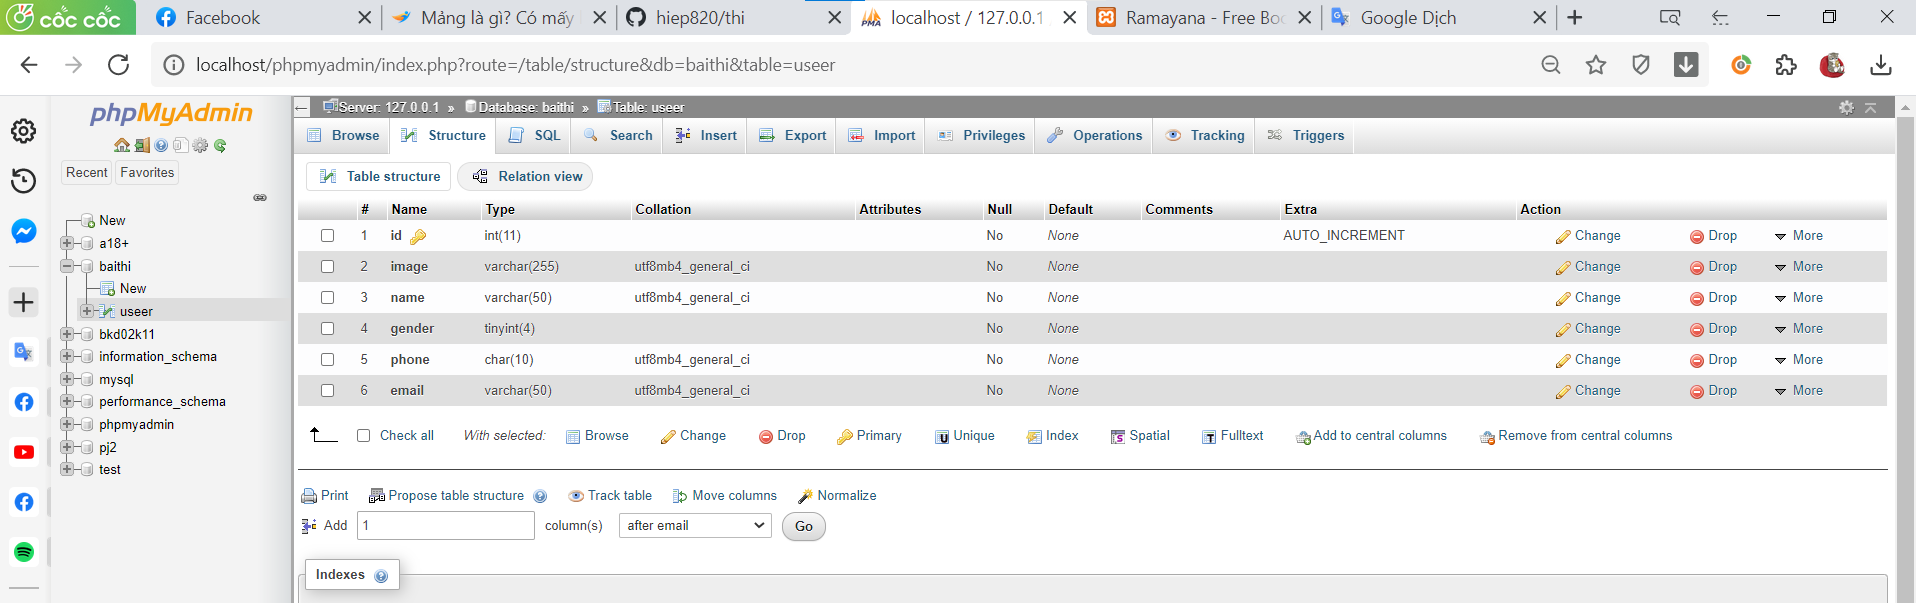 cốc cốc
Facebook
Mảng là gì? Có mấy
hiep820/thi
localhost / 127.0.0.1
Ramayana - Free Boo
Google Dịch
localhost/phpmyadmin/index.php?route=/table/structure&db=baithi&table=useer
phpMyAdmin
Recent
Favorites
New
a18+
baithi
New
useer
bkd02k11
information_schema
mysql
performance_schema
phpmyadmin
pj2
test
Server: 127.0.0.1 » Database: baithi » Table: useer
Browse Structure SQL Search Insert Export Import Privileges Operations Tracking Triggers
Table structure Relation view
# Name Type Collation Attributes Null Default Comments Extra Action
1 id int(11) No None AUTO_INCREMENT Change Drop More
2 image varchar(255) utf8mb4_general_ci No None Change Drop More
3 name varchar(50) utf8mb4_general_ci No None Change Drop More
4 gender tinyint(4) No None Change Drop More
5 phone char(10) utf8mb4_general_ci No None Change Drop More
6 email varchar(50) utf8mb4_general_ci No None Change Drop More
Check all With selected: Browse Change Drop Primary Unique Index Spatial Fulltext Add to central columns Remove from central columns
Print Propose table structure Track table Move columns Normalize
Add 1 column(s) after email Go
Indexes